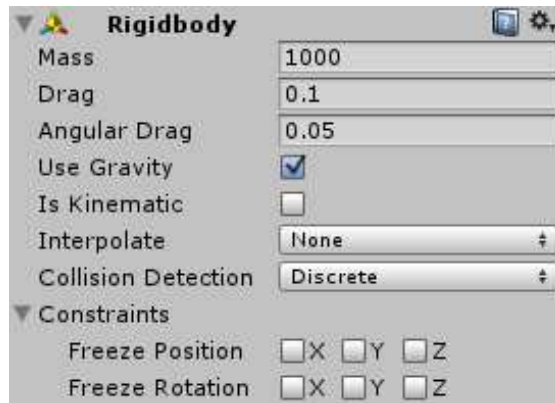 Rigidbody
Mass 1000
Drag 0.1
Angular Drag 0.05
Use Gravity
Is Kinematic
Interpolate None
Collision Detection Discrete
Constraints
Freeze Position X Y Z
Freeze Rotation X Y Z